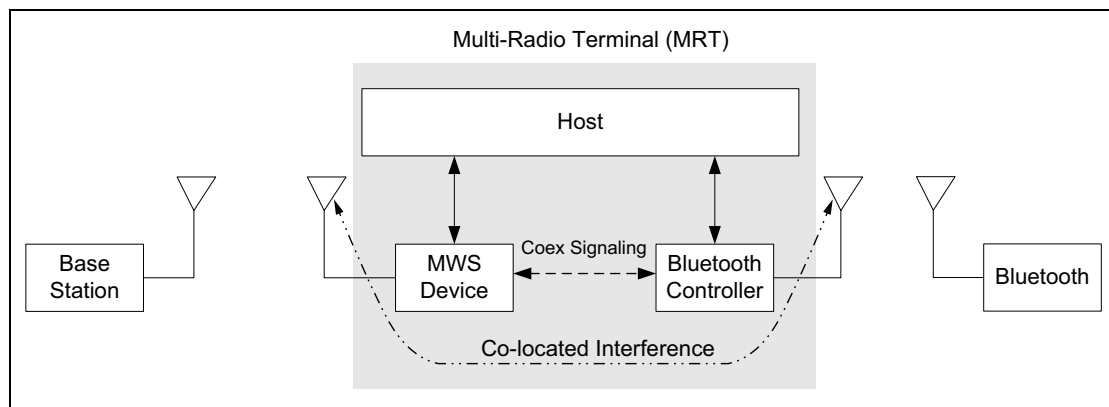 Multi-Radio Terminal (MRT)
Host
Coex Signaling
Base
Station
MWS
Device
Bluetooth
Controller
Bluetooth
Co-located Interference